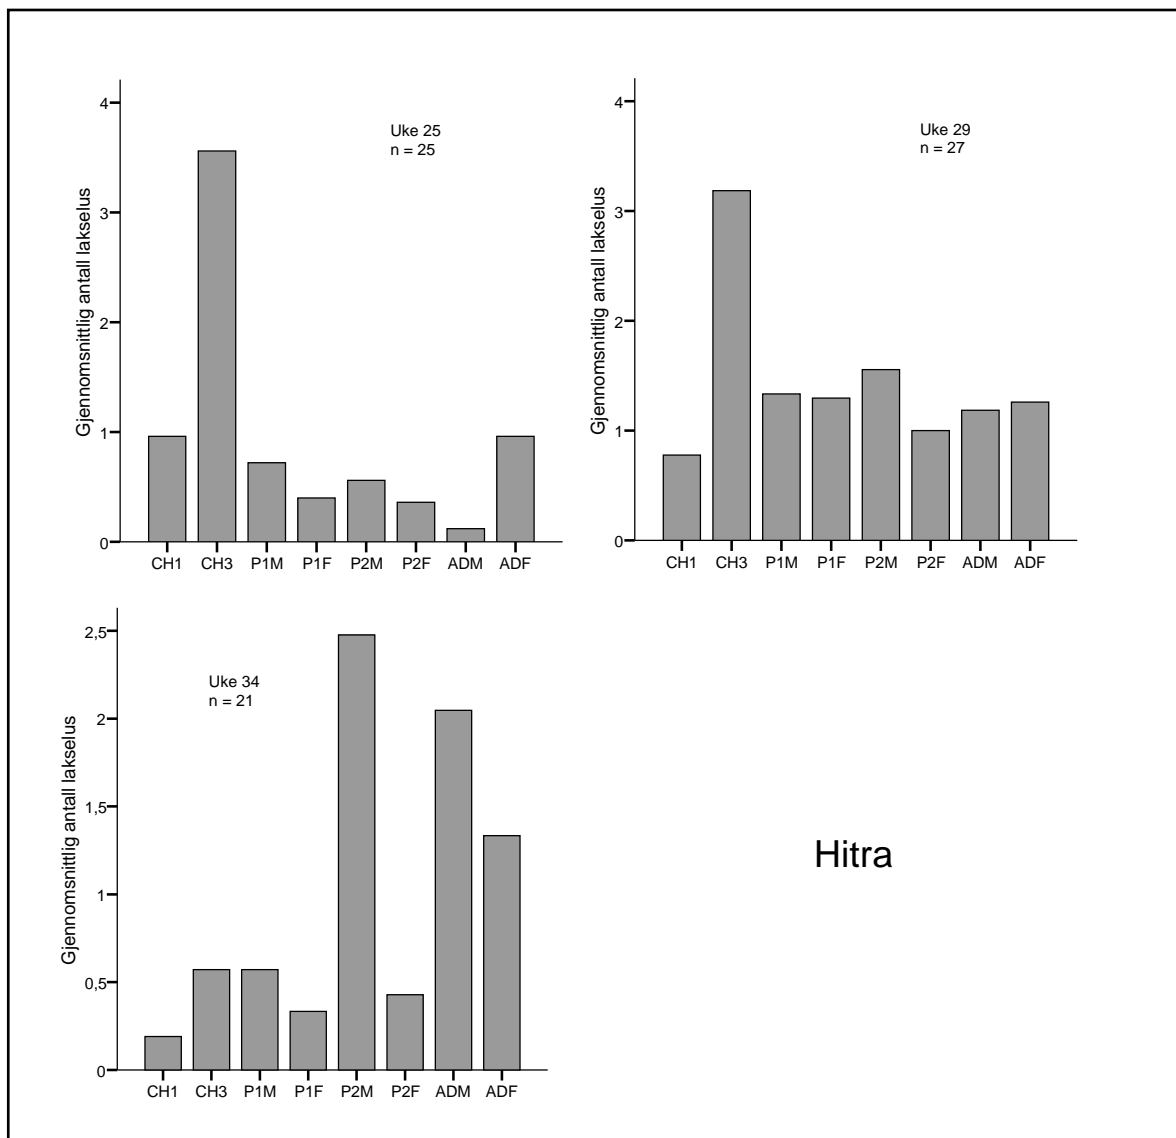 Gjennomsnittlig antall lakselus
4
3
2
1
0
Uke 25
n = 25
CH1 CH3 P1M P1F P2M P2F ADM ADF
Gjennomsnittlig antall lakselus
4
3
2
1
0
Uke 29
n = 27
CH1 CH3 P1M P1F P2M P2F ADM ADF
Gjennomsnittlig antall lakselus
2,5
2
1,5
1
0,5
0
Uke 34
n = 21
CH1 CH3 P1M P1F P2M P2F ADM ADF
Hitra